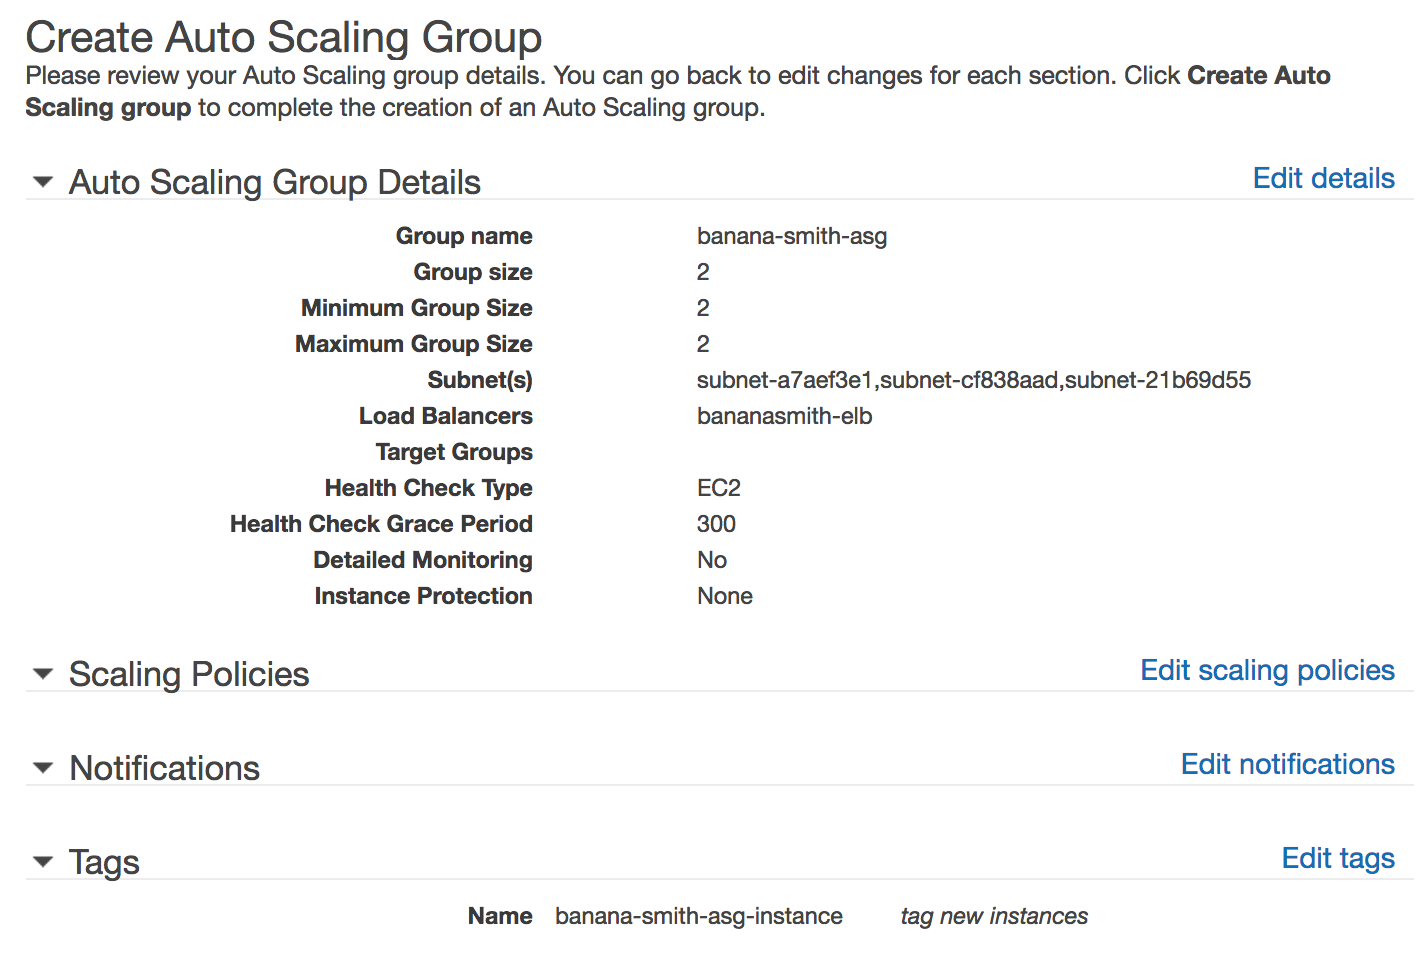 Create Auto Scaling Group
Please review your Auto Scaling group details. You can go back to edit changes for each section. Click Create Auto
Scaling group to complete the creation of an Auto Scaling group.
Auto Scaling Group Details Edit details
Group name banana-smith-asg
Group size 2
Minimum Group Size 2
Maximum Group Size 2
Subnet(s) subnet-a7aef3e1,subnet-cf838aad,subnet-21b69d55
Load Balancers bananasmith-elb
Target Groups
Health Check Type EC2
Health Check Grace Period 300
Detailed Monitoring No
Instance Protection None
Scaling Policies Edit scaling policies
Notifications Edit notifications
Tags Edit tags
Name banana-smith-asg-instance tag new instances